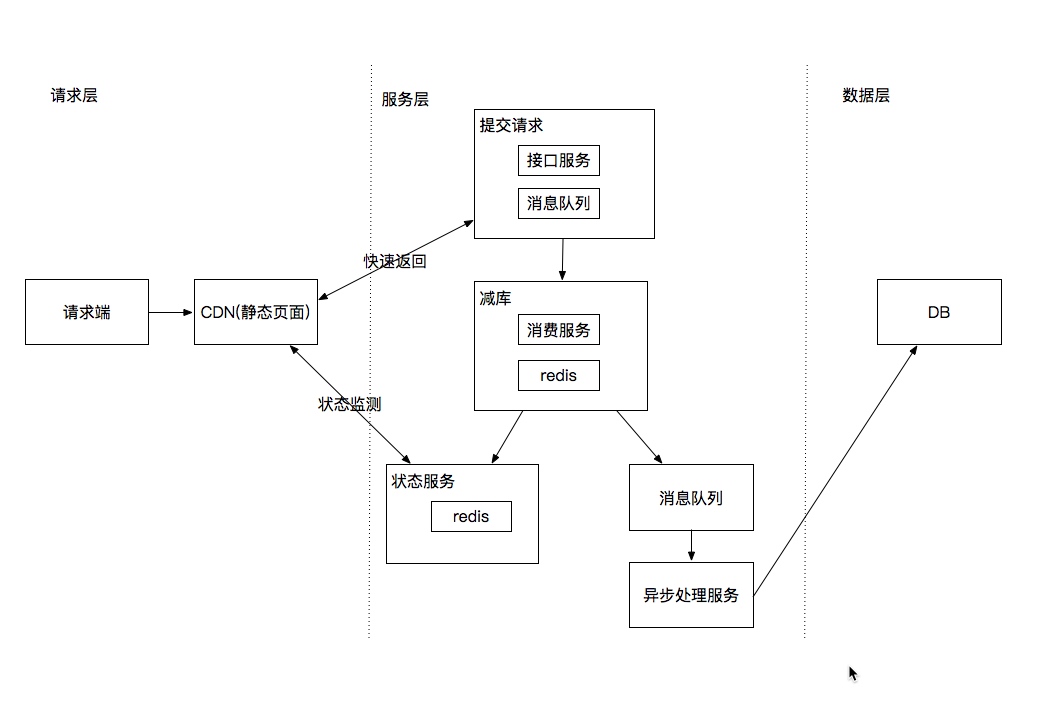 请求层
服务层
数据层
提交请求
接口服务
消息队列
快速返回
请求端
CDN(静态页面)
减库
消费服务
redis
DB
状态监测
状态服务
redis
消息队列
异步处理服务